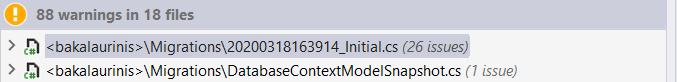 88 warnings in 18 files
<bakalaurinis>\Migrations\20200318163914_Initial.cs (26 issues)
<bakalaurinis>\Migrations\DatabaseContextModelSnapshot.cs (1 issue)